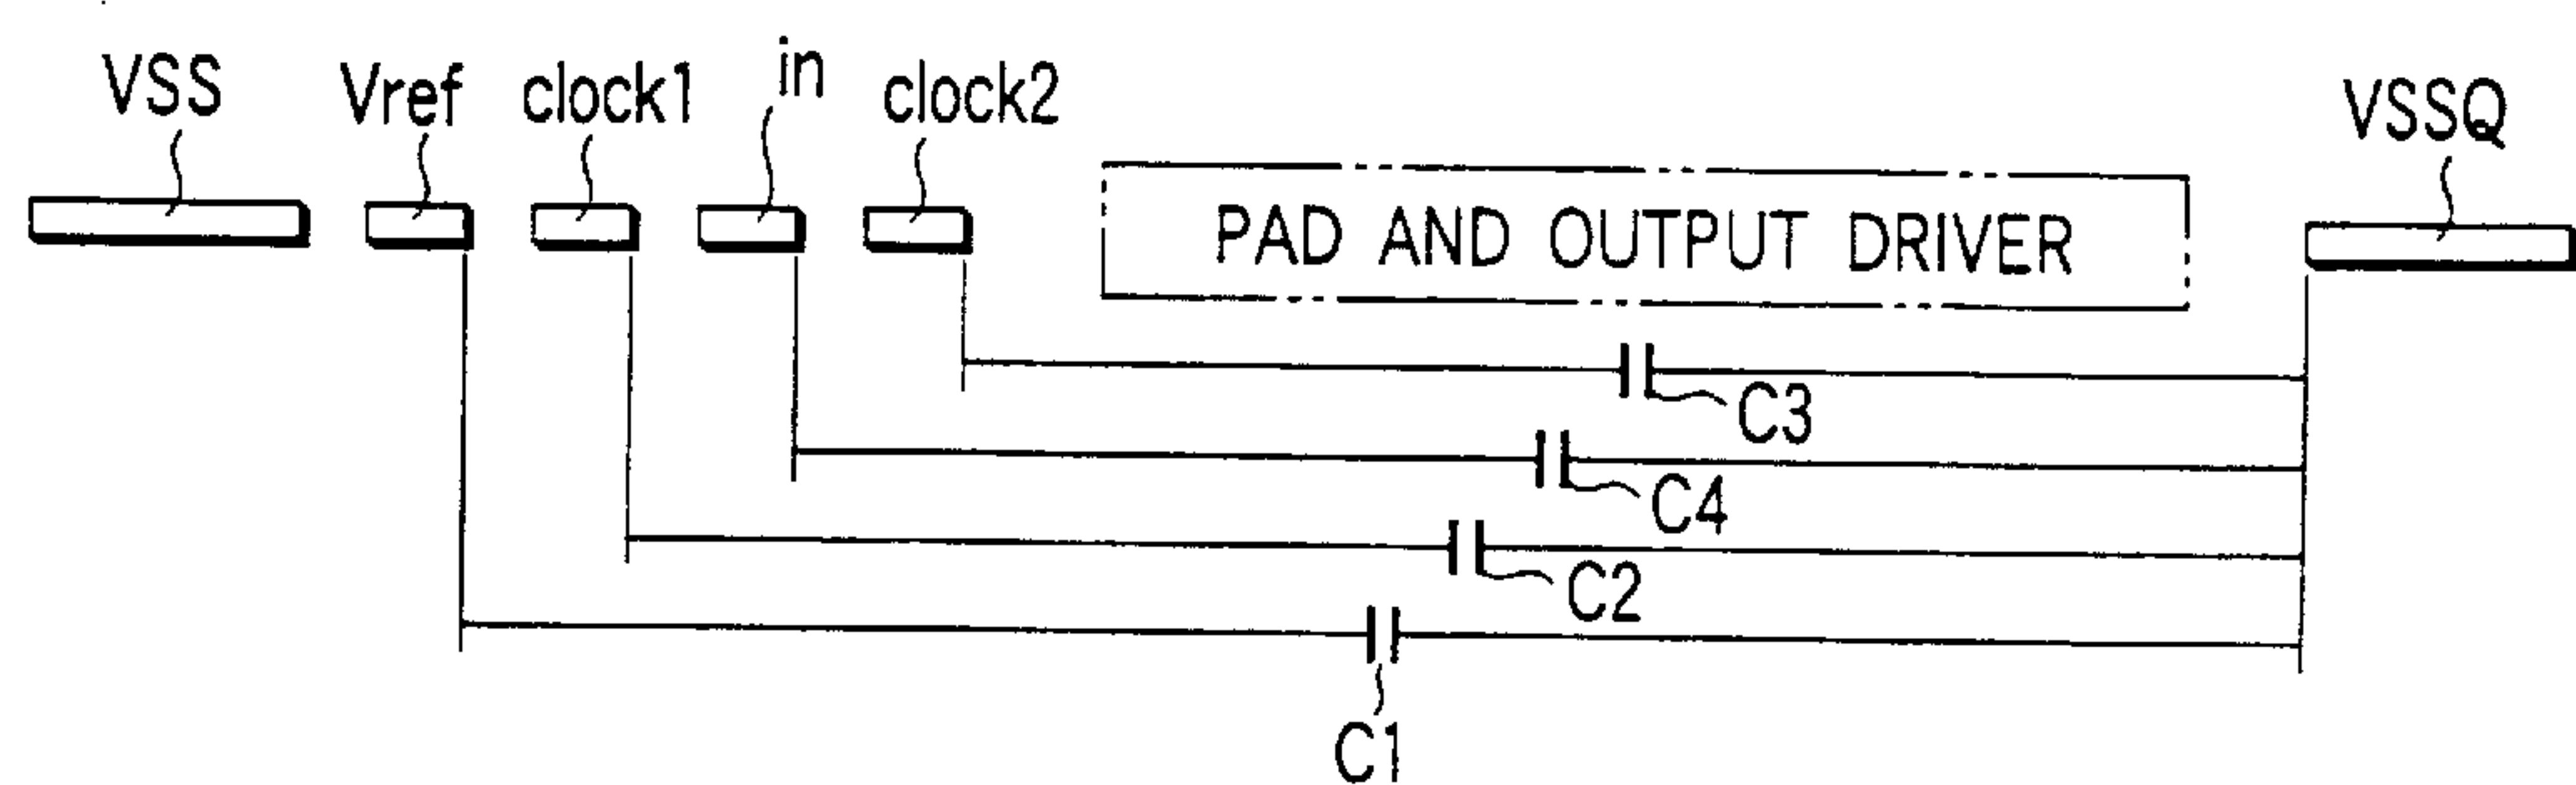 VSS
Vref
clock1
in
clock2
VSSQ
PAD AND OUTPUT DRIVER
C3
C4
C2
C1